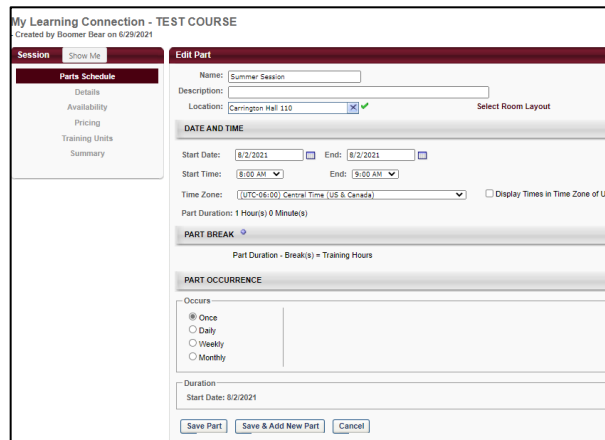 My Learning Connection - TEST COURSE
- Created by Boomer Bear on 6/29/2021
Session Show Me
Parts Schedule
Details
Availability
Pricing
Training Units
Summary
Edit Part
Name: Summer Session
Description:
Location: Carrington Hall 110 Select Room Layout
DATE AND TIME
Start Date: 8/2/2021 End: 8/2/2021
Start Time: 8:00 AM End: 9:00 AM
Time Zone: (UTC-06:00) Central Time (US & Canada) Display Times in Time Zone of U
Part Duration: 1 Hour(s) 0 Minute(s)
PART BREAK
Part Duration - Break(s) = Training Hours
PART OCCURRENCE
Occurs
Once
Daily
Weekly
Monthly
Duration
Start Date: 8/2/2021
Save Part Save & Add New Part Cancel